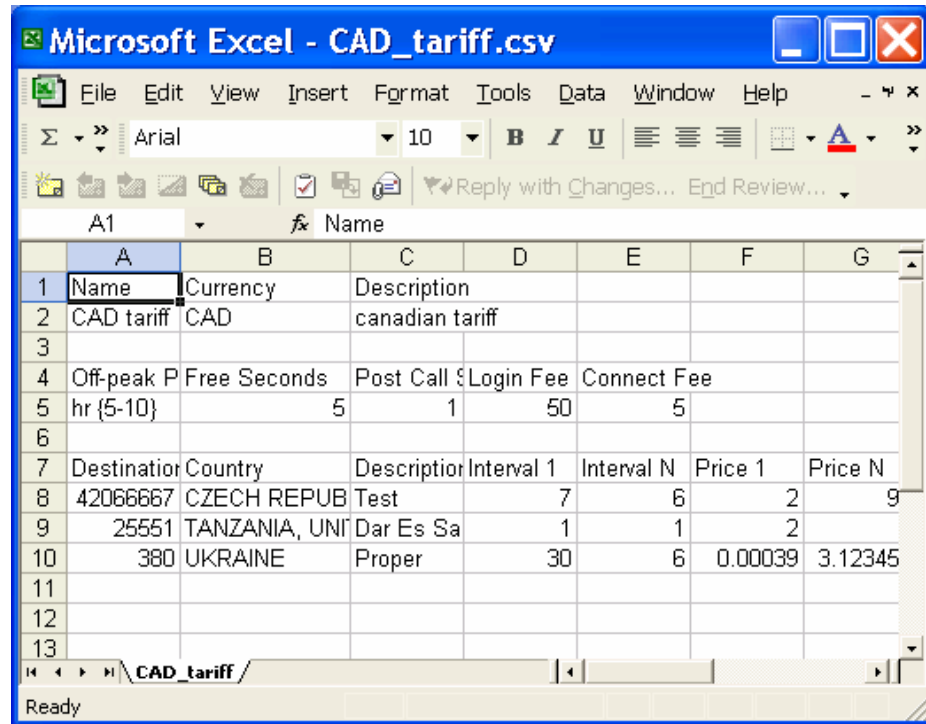 Microsoft Excel - CAD_tariff.csv
File Edit View Insert Format Tools Data Window Help
Σ Arial 10 B I U A
Reply with Changes... End Review...
A1 fx Name
A B C D E F G
1 Name Currency Description
2 CAD tariff CAD canadian tariff
3
4 Off-peak P Free Seconds Post Call S Login Fee Connect Fee
5 hr {5-10} 5 1 50 5
6
7 Destination Country Description Interval 1 Interval N Price 1 Price N
8 42066667 CZECH REPUB Test 7 6 2 9
9 25551 TANZANIA, UNI Dar Es Sa 1 1 2
10 380 UKRAINE Proper 30 6 0.00039 3.12345
11
12
13
CAD_tariff
Ready